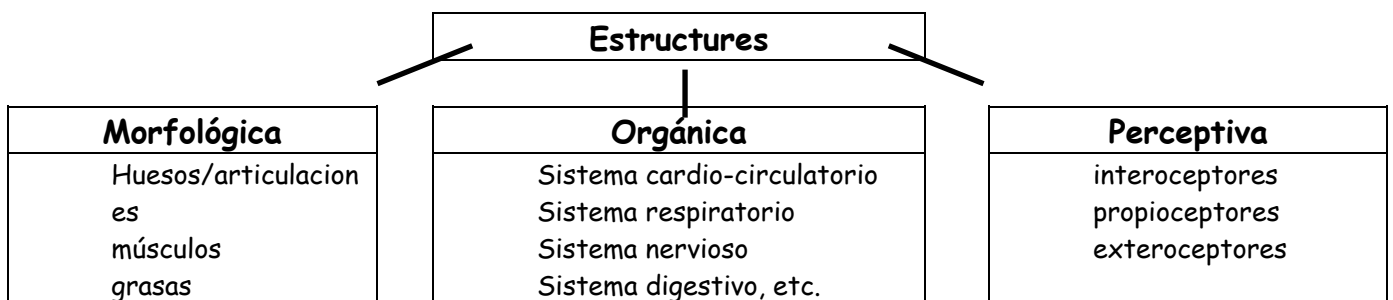 Estructures
Morfológica
Huesos/articulacion
es
músculos
grasas
Orgánica
Sistema cardio-circulatorio
Sistema respiratorio
Sistema nervioso
Sistema digestivo, etc.
Perceptiva
interoceptores
propioceptores
exteroceptores